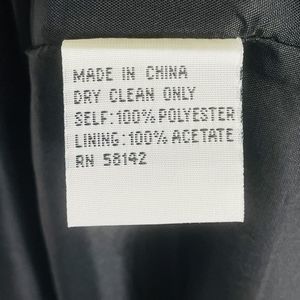 MADE IN CHINA
DRY CLEAN ONLY
SELF:100% POLYESTER
LINING:100% ACETATE
RN 58142